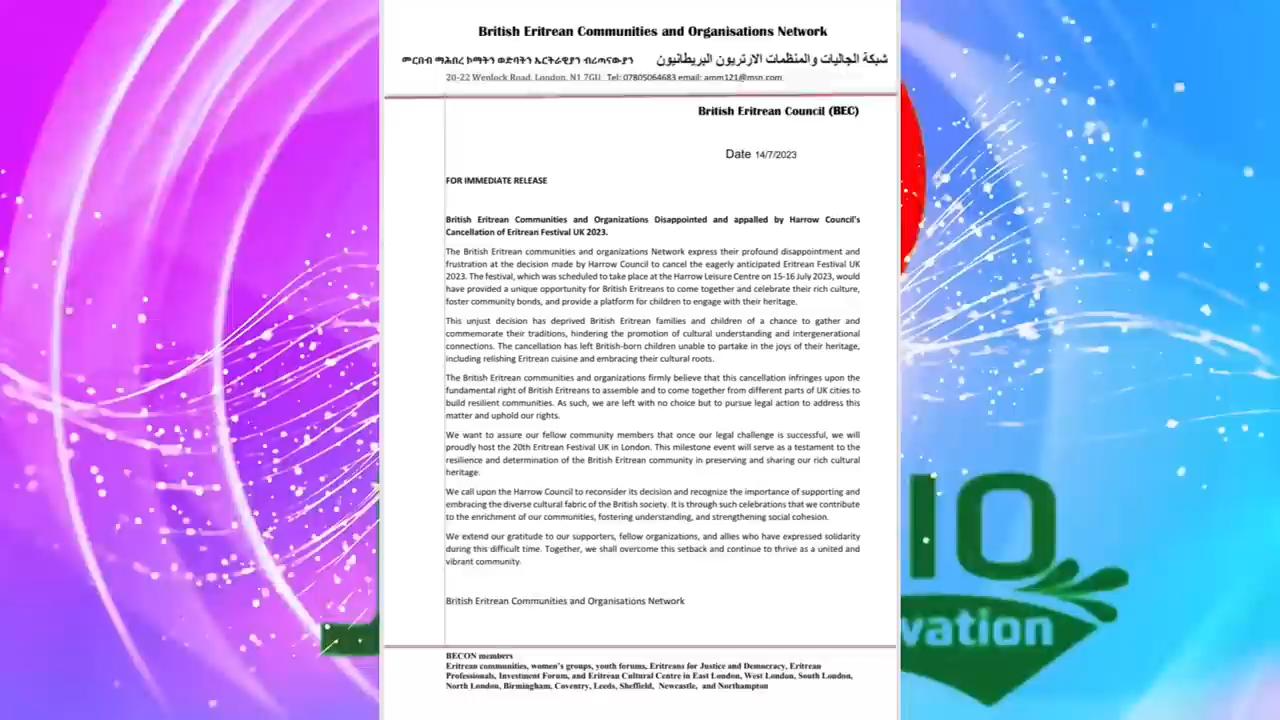 British Eritrean Communities and Organisations Network
መርበብ ማሕበረ ኮማትን ወድባትን ኤርትራዊያን ብሪጣናውያን شبكة الجاليات والمنظمات الارتريون البريطانيون
20-22 Wenlock Road, London, N1 7GU Tel: 07805064683 email: amm121@msn.com
British Eritrean Council (BEC)
Date 14/7/2023
FOR IMMEDIATE RELEASE
British Eritrean Communities and Organizations Disappointed and appalled by Harrow Council's
Cancellation of Eritrean Festival UK 2023.
The British Eritrean communities and organizations Network express their profound disappointment and
frustration at the decision made by Harrow Council to cancel the eagerly anticipated Eritrean Festival UK
2023. The festival, which was scheduled to take place at the Harrow Leisure Centre on 15-16 July 2023, would
have provided a unique opportunity for British Eritreans to come together and celebrate their rich culture,
foster community bonds, and provide a platform for children to engage with their heritage.
This unjust decision has deprived British Eritrean families and children of a chance to gather and
commemorate their traditions, hindering the promotion of cultural understanding and intergenerational
connections. The cancellation has left British-born children unable to partake in the joys of their heritage,
including relishing Eritrean cuisine and embracing their cultural roots.
The British Eritrean communities and organizations firmly believe that this cancellation infringes upon the
fundamental right of British Eritreans to assemble and to come together from different parts of UK cities to
build resilient communities. As such, we are left with no choice but to pursue legal action to address this
matter and uphold our rights.
We want to assure our fellow community members that once our legal challenge is successful, we will
proudly host the 20th Eritrean Festival UK in London. This milestone event will serve as a testament to the
resilience and determination of the British Eritrean community in preserving and sharing our rich cultural
heritage.
We call upon the Harrow Council to reconsider its decision and recognize the importance of supporting and
embracing the diverse cultural fabric of the British society. It is through such celebrations that we contribute
to the enrichment of our communities, fostering understanding, and strengthening social cohesion.
We extend our gratitude to our supporters, fellow organizations, and allies who have expressed solidarity
during this difficult time. Together, we shall overcome this setback and continue to thrive as a united and
vibrant community.
British Eritrean Communities and Organisations Network
BECON members
Eritrean communities, women's groups, youth forums, Eritreans for Justice and Democracy, Eritrean
Professionals, Investment Forum, and Eritrean Cultural Centre in East London, West London, South London,
North London, Birmingham, Coventry, Leeds, Sheffield, Newcastle, and Northampton
IO
vation